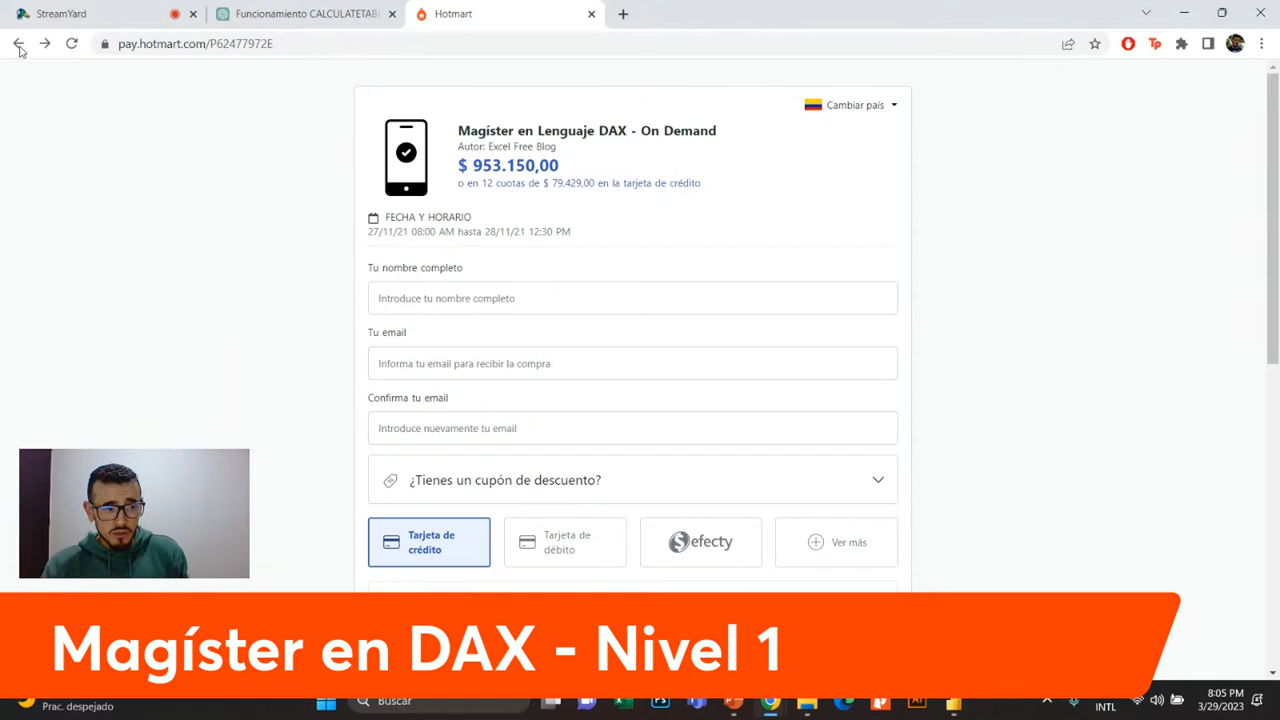 StreamYard
Funcionamiento CALCULATETAB
Hotmart
pay.hotmart.com/P62477972E
Cambiar país
Magíster en Lenguaje DAX - On Demand
Autor: Excel Free Blog
$ 953.150,00
o en 12 cuotas de $ 79.429,00 en la tarjeta de crédito
FECHA Y HORARIO
27/11/21 08:00 AM hasta 28/11/21 12:30 PM
Tu nombre completo
Introduce tu nombre completo
Tu email
Informa tu email para recibir la compra
Confirma tu email
Introduce nuevamente tu email
¿Tienes un cupón de descuento?
Tarjeta de
crédito
Tarjeta de
débito
Sefecty
Ver más
Magíster en DAX - Nivel 1
Prac. despejado
Buscar
INTL
8:05 PM
3/29/2023